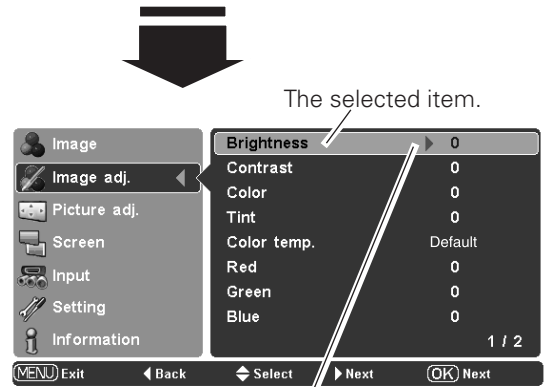 The selected item.
Image
Image adj.
Picture adj.
Screen
Input
Setting
Information
Brightness 0
Contrast 0
Color 0
Tint 0
Color temp. Default
Red 0
Green 0
Blue 0
1 / 2
MENU Exit Back Select Next OK Next